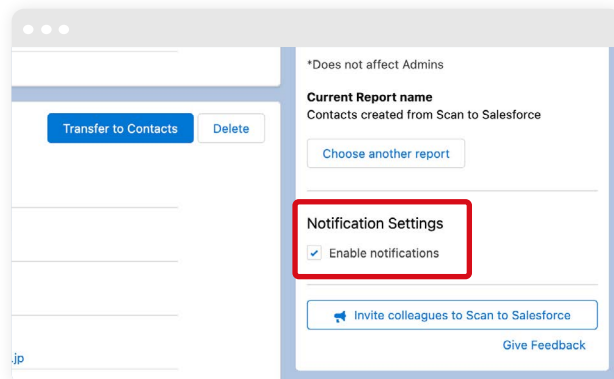 Transfer to Contacts
Delete
.jp
*Does not affect Admins
Current Report name
Contacts created from Scan to Salesforce
Choose another report
Notification Settings
Enable notifications
Invite colleagues to Scan to Salesforce
Give Feedback